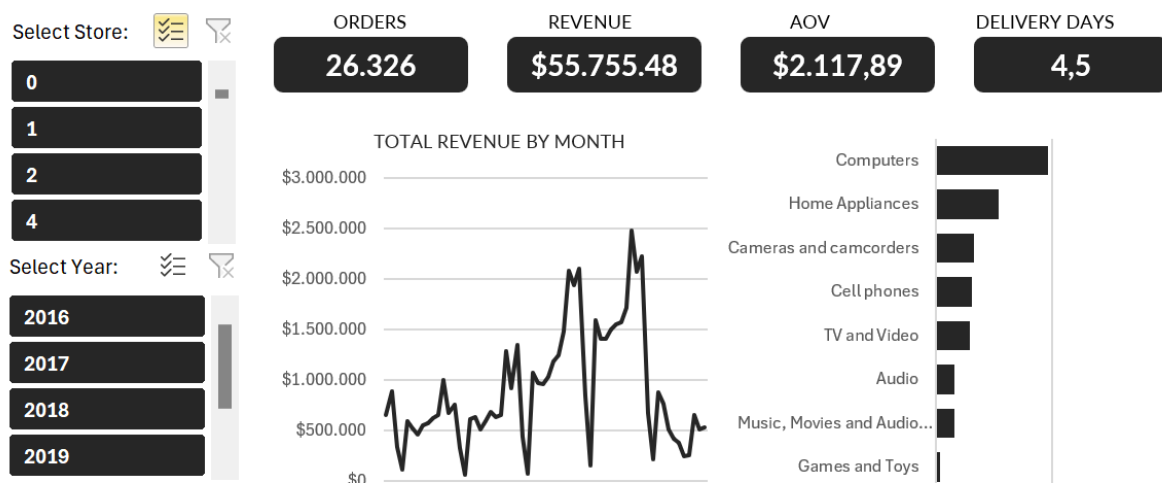 Select Store:
0
1
2
4
Select Year:
2016
2017
2018
2019
ORDERS
26.326
REVENUE
$55.755.48
AOV
$2.117,89
DELIVERY DAYS
4,5
TOTAL REVENUE BY MONTH
$3.000.000
$2.500.000
$2.000.000
$1.500.000
$1.000.000
$500.000
$0
Computers
Home Appliances
Cameras and camcorders
Cell phones
TV and Video
Audio
Music, Movies and Audio...
Games and Toys